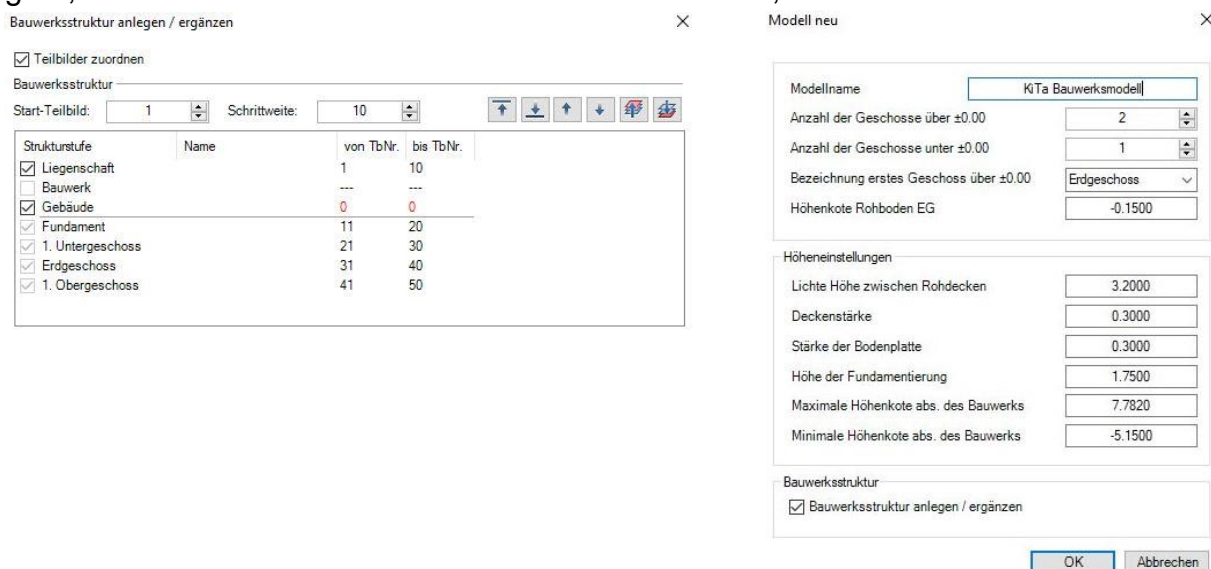 Bauwerksstruktur anlegen / ergänzen
Teilbilder zuordnen
Bauwerksstruktur
Start-Teilbild: 1 Schrittweite: 10
Strukturstufe Name von TbNr. bis TbNr.
Liegenschaft 1 10
Bauwerk --- ---
Gebäude 0 0
Fundament 11 20
1. Untergeschoss 21 30
Erdgeschoss 31 40
1. Obergeschoss 41 50
Modell neu
Modellname KiTa Bauwerksmodell
Anzahl der Geschosse über ±0.00 2
Anzahl der Geschosse unter ±0.00 1
Bezeichnung erstes Geschoss über ±0.00 Erdgeschoss
Höhenkote Rohboden EG -0.1500
Höheneinstellungen
Lichte Höhe zwischen Rohdecken 3.2000
Deckenstärke 0.3000
Stärke der Bodenplatte 0.3000
Höhe der Fundamentierung 1.7500
Maximale Höhenkote abs. des Bauwerks 7.7820
Minimale Höhenkote abs. des Bauwerks -5.1500
Bauwerksstruktur
Bauwerksstruktur anlegen / ergänzen
OK Abbrechen